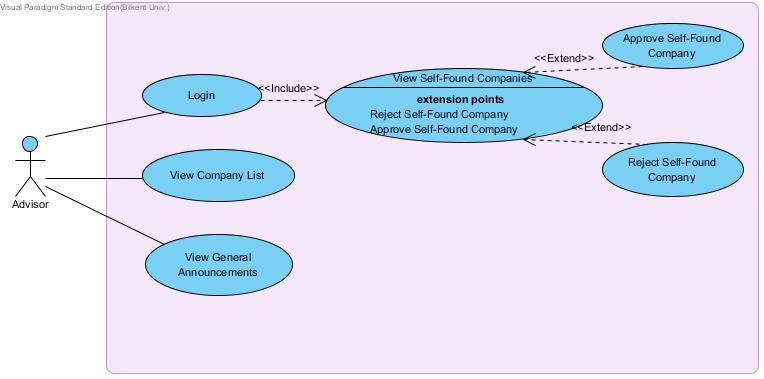 Visual Paradigm Standard Edition(Bilkent Univ.)
Approve Self-Found
Company
<<Extend>>
View Self-Found Companies
<<Include>>
Login
extension points
Reject Self-Found Company
Approve Self-Found Company
<<Extend>>
Reject Self-Found
Company
View Company List
Advisor
View General
Announcements